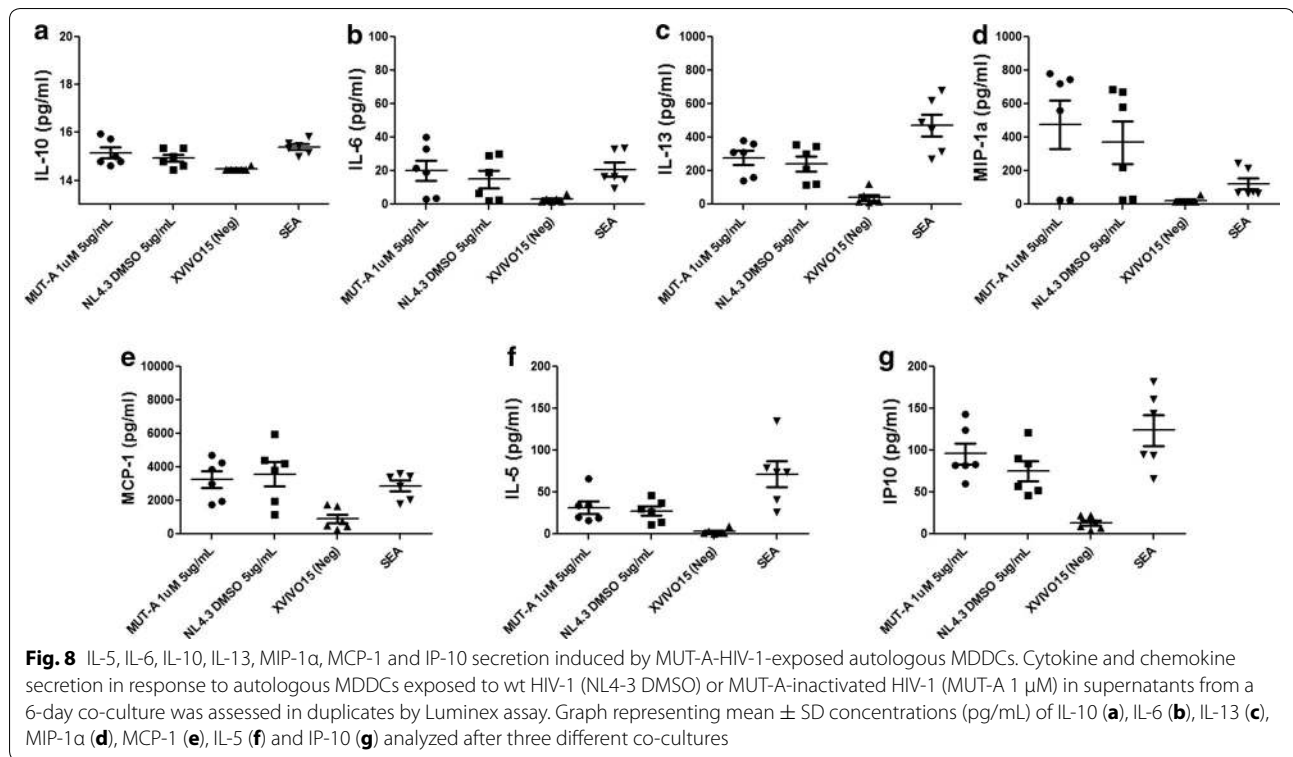 a
IL-10 (pg/ml)
20
18
16
14
MUT-A 1uM 5ug/mL
NL4.3 DMSO 5ug/mL
XVIVO15 (Neg)
SEA
b
IL-6 (pg/ml)
80
60
40
20
0
MUT-A 1uM 5ug/mL
NL4.3 DMSO 5ug/mL
XVIVO15 (Neg)
SEA
c
IL-13 (pg/ml)
1000
800
600
400
200
0
MUT-A 1uM 5ug/mL
NL4.3 DMSO 5ug/mL
XVIVO15 (Neg)
SEA
d
MIP-1a (pg/ml)
1000
800
600
400
200
0
MUT-A 1uM 5ug/mL
NL4.3 DMSO 5ug/mL
XVIVO15 (Neg)
SEA
e
MCP-1 (pg/ml)
10000
8000
6000
4000
2000
0
MUT-A 1uM 5ug/mL
NL4.3 DMSO 5ug/mL
XVIVO15 (Neg)
SEA
f
IL-5 (pg/ml)
200
150
100
50
0
MUT-A 1uM 5ug/mL
NL4.3 DMSO 5ug/mL
XVIVO15 (Neg)
SEA
g
IP10 (pg/ml)
200
150
100
50
0
MUT-A 1uM 5ug/mL
NL4.3 DMSO 5ug/mL
XVIVO15 (Neg)
SEA
Fig. 8 IL-5, IL-6, IL-10, IL-13, MIP-1α, MCP-1 and IP-10 secretion induced by MUT-A-HIV-1-exposed autologous MDDCs. Cytokine and chemokine
secretion in response to autologous MDDCs exposed to wt HIV-1 (NL4-3 DMSO) or MUT-A-inactivated HIV-1 (MUT-A 1 μM) in supernatants from a
6-day co-culture was assessed in duplicates by Luminex assay. Graph representing mean ± SD concentrations (pg/mL) of IL-10 (a), IL-6 (b), IL-13 (c),
MIP-1α (d), MCP-1 (e), IL-5 (f) and IP-10 (g) analyzed after three different co-cultures